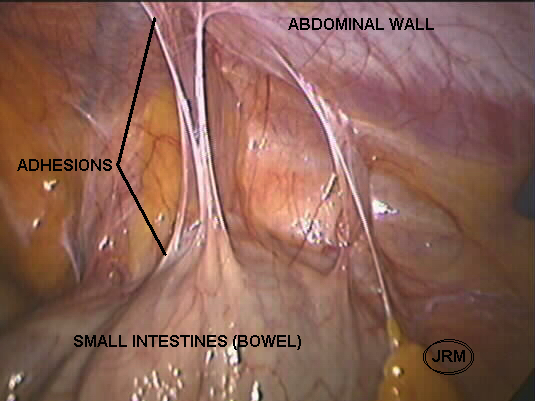 ABDOMINAL WALL
ADHESIONS
SMALL INTESTINES (BOWEL)
JRM